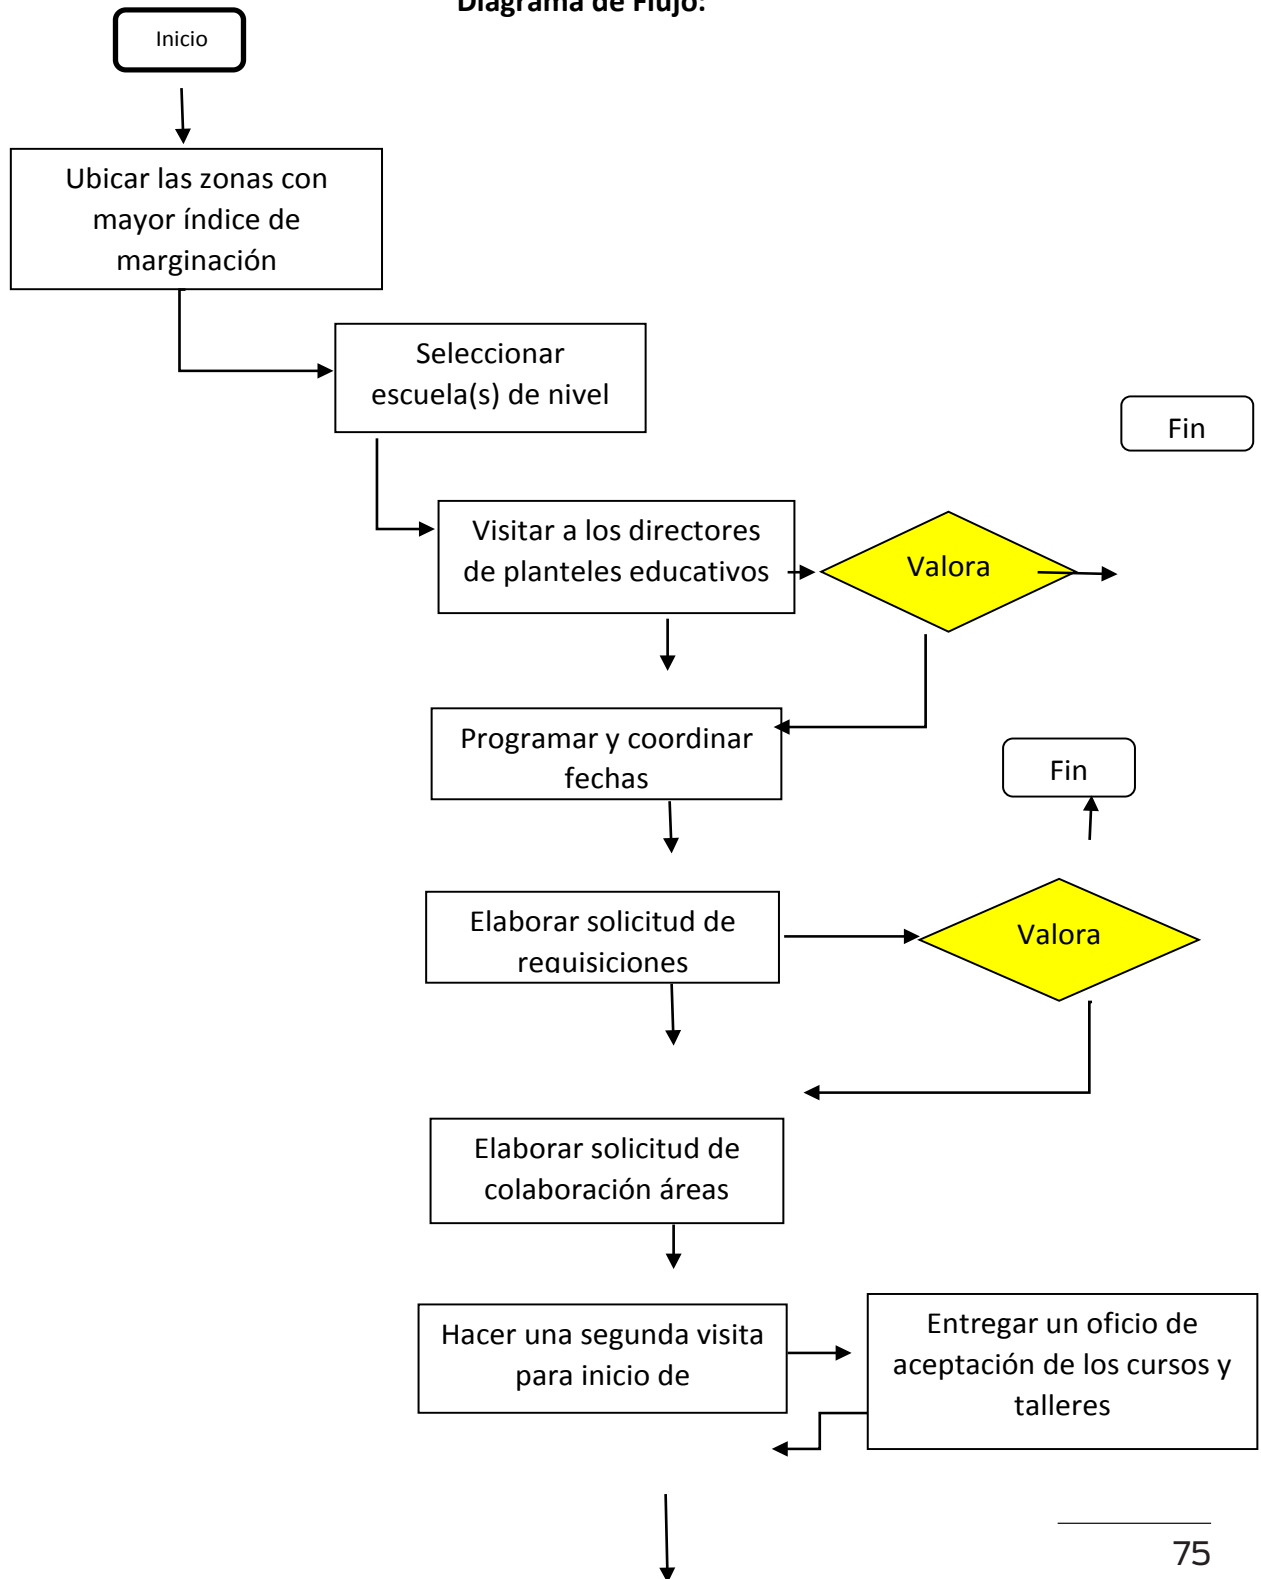 Diagrama de Flujo:
Inicio
Ubicar las zonas con
mayor índice de
marginación
Seleccionar
escuela(s) de nivel
Fin
Visitar a los directores
de planteles educativos
Valora
Programar y coordinar
fechas
Fin
Elaborar solicitud de
requisiciones
Valora
Elaborar solicitud de
colaboración áreas
Hacer una segunda visita
para inicio de
Entregar un oficio de
aceptación de los cursos y
talleres
75